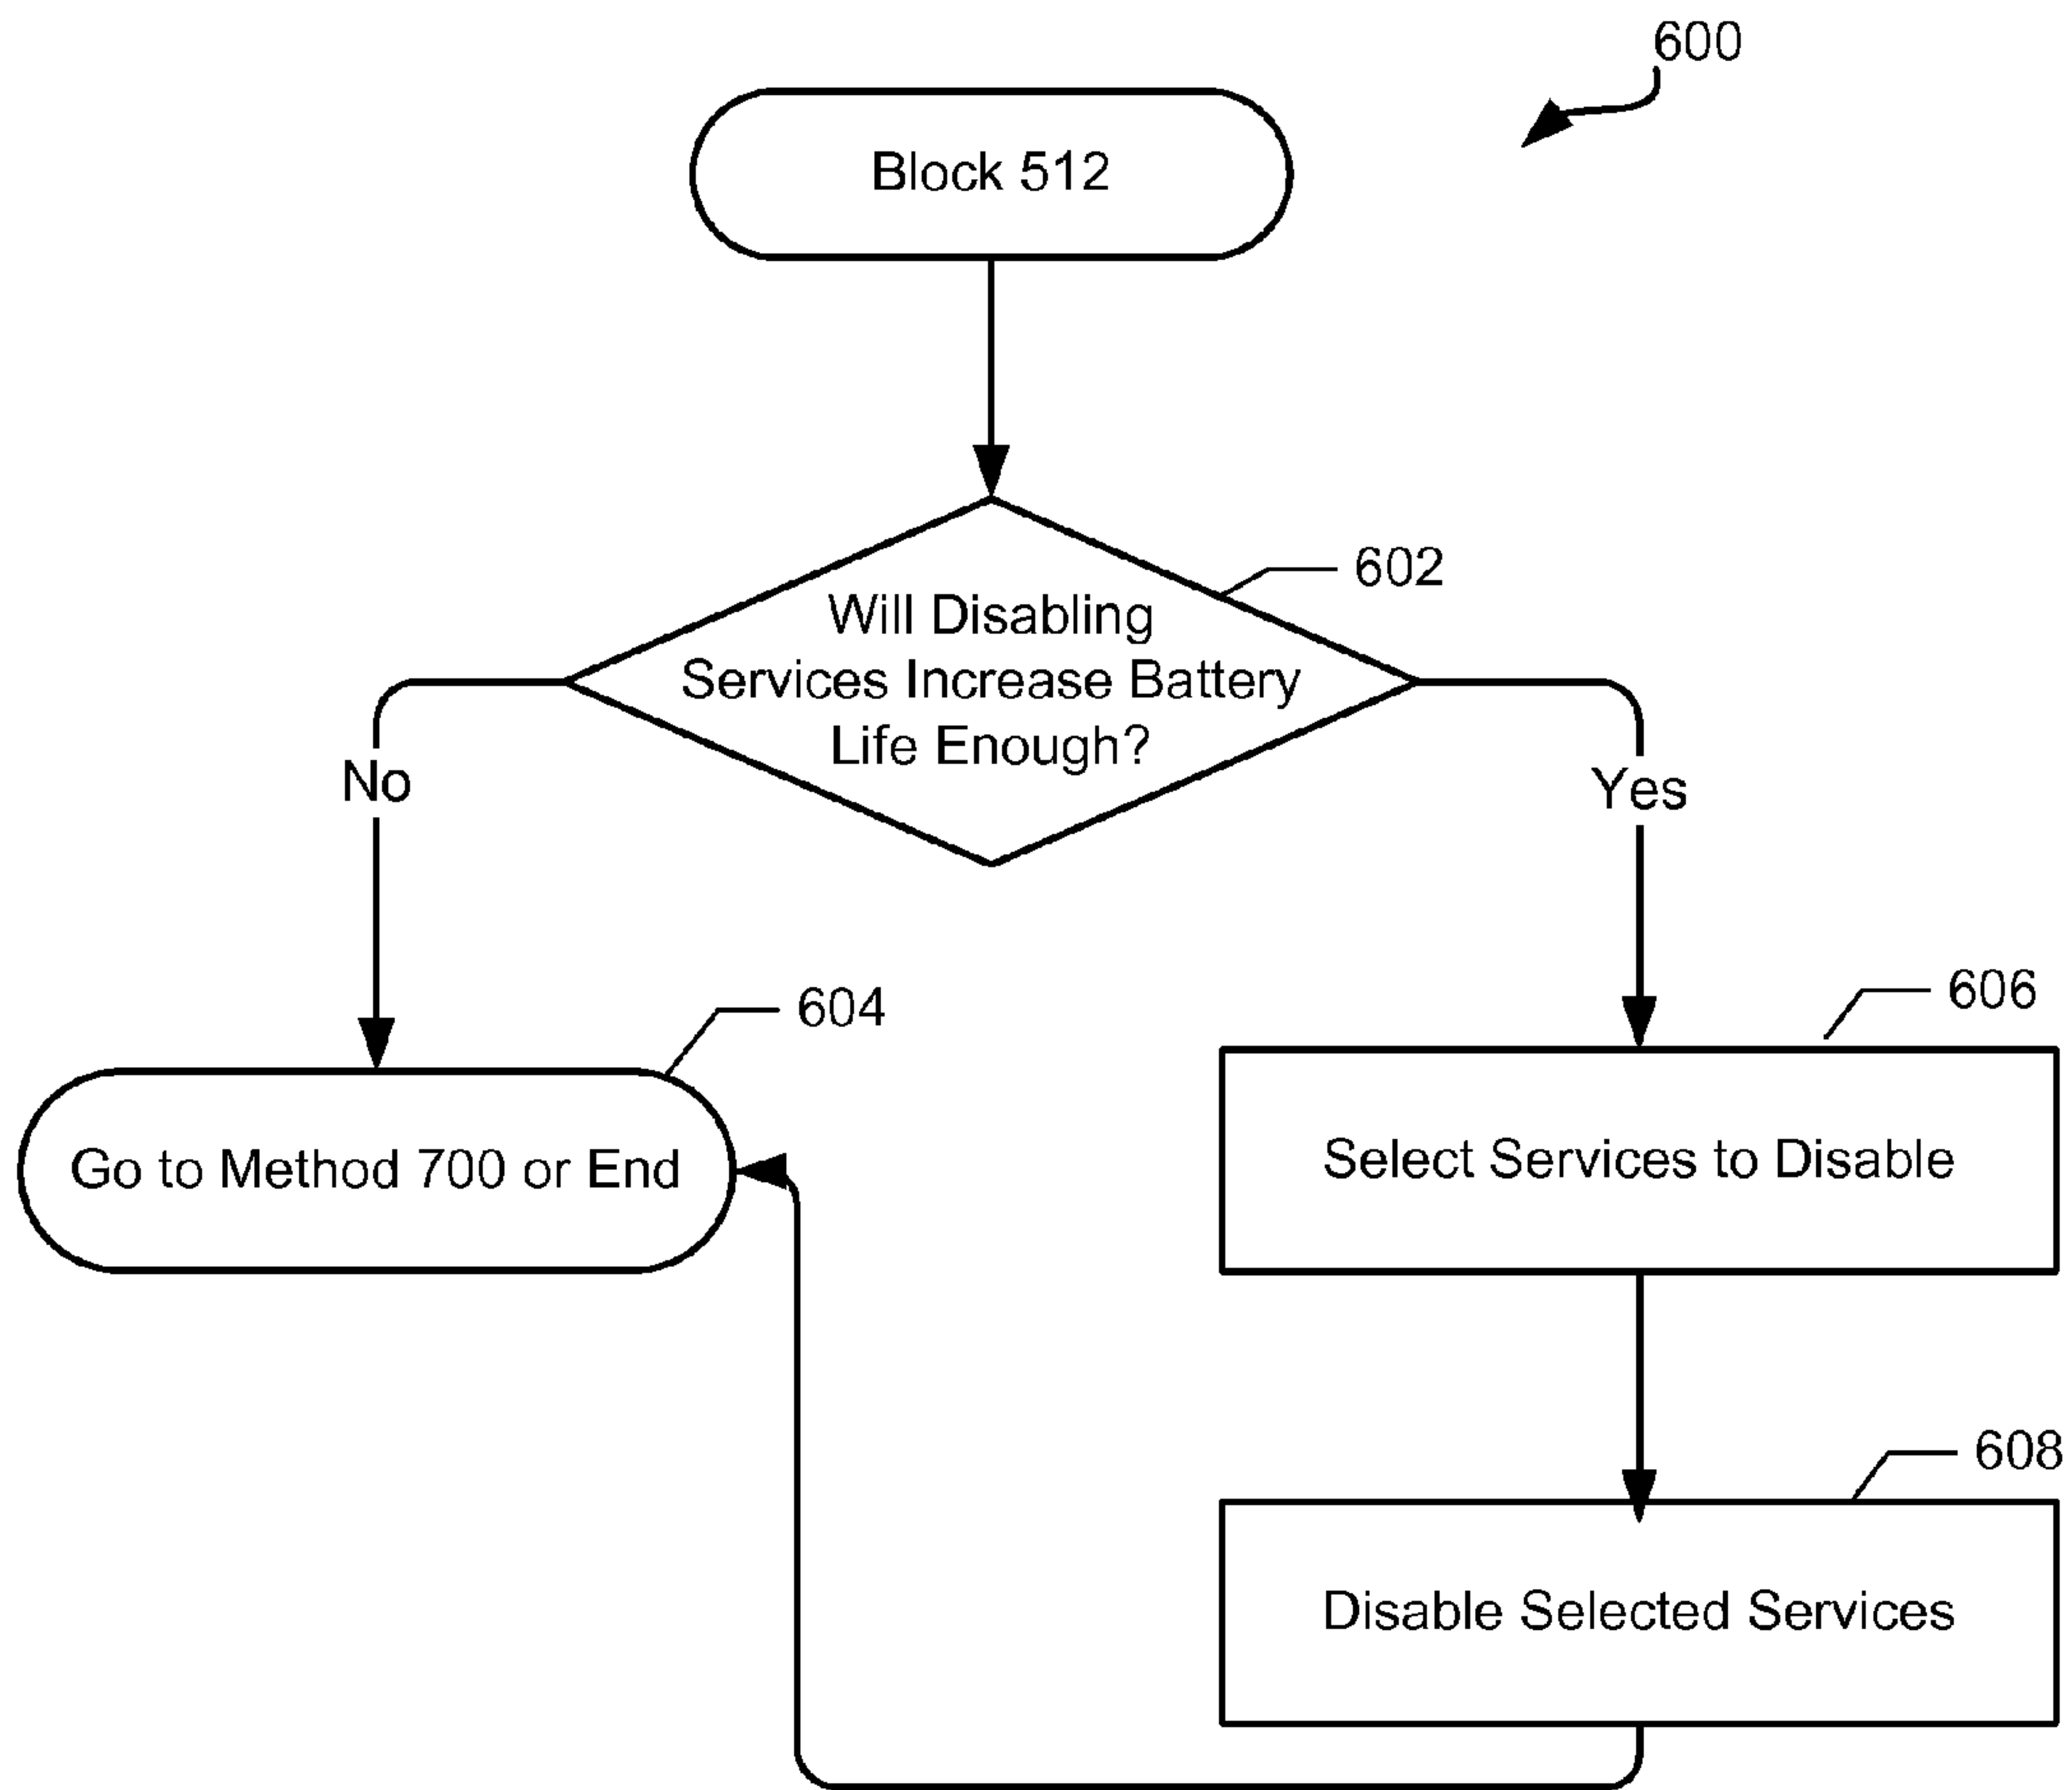 600
Block 512
602
Will Disabling
Services Increase Battery
Life Enough?
No
Yes
604
606
Go to Method 700 or End
Select Services to Disable
608
Disable Selected Services